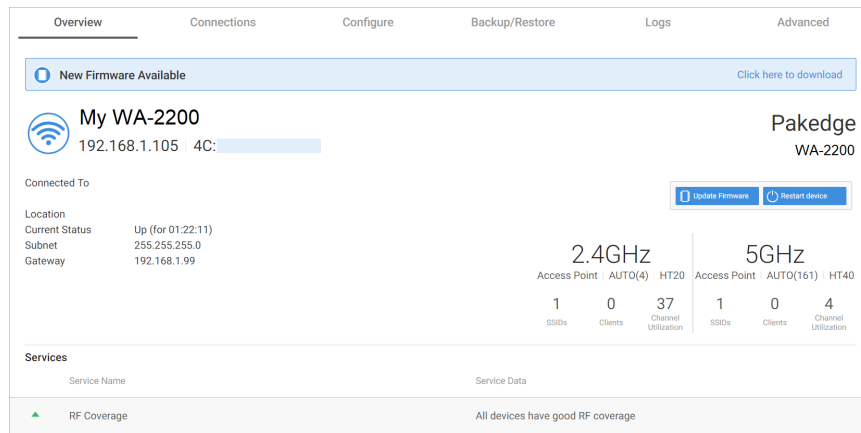 Overview Connections Configure Backup/Restore Logs Advanced
New Firmware Available Click here to download
My WA-2200
192.168.1.105 4C:
Pakedge
WA-2200
Connected To
Update Firmware Restart device
Location
Current Status Up (for 01:22:11)
Subnet 255.255.255.0
Gateway 192.168.1.99
2.4GHz
Access Point AUTO(4) HT20
1 0 37
SSIDs Clients Channel Utilization
5GHz
Access Point AUTO(161) HT40
1 0 4
SSIDs Clients Channel Utilization
Services
Service Name Service Data
RF Coverage All devices have good RF coverage